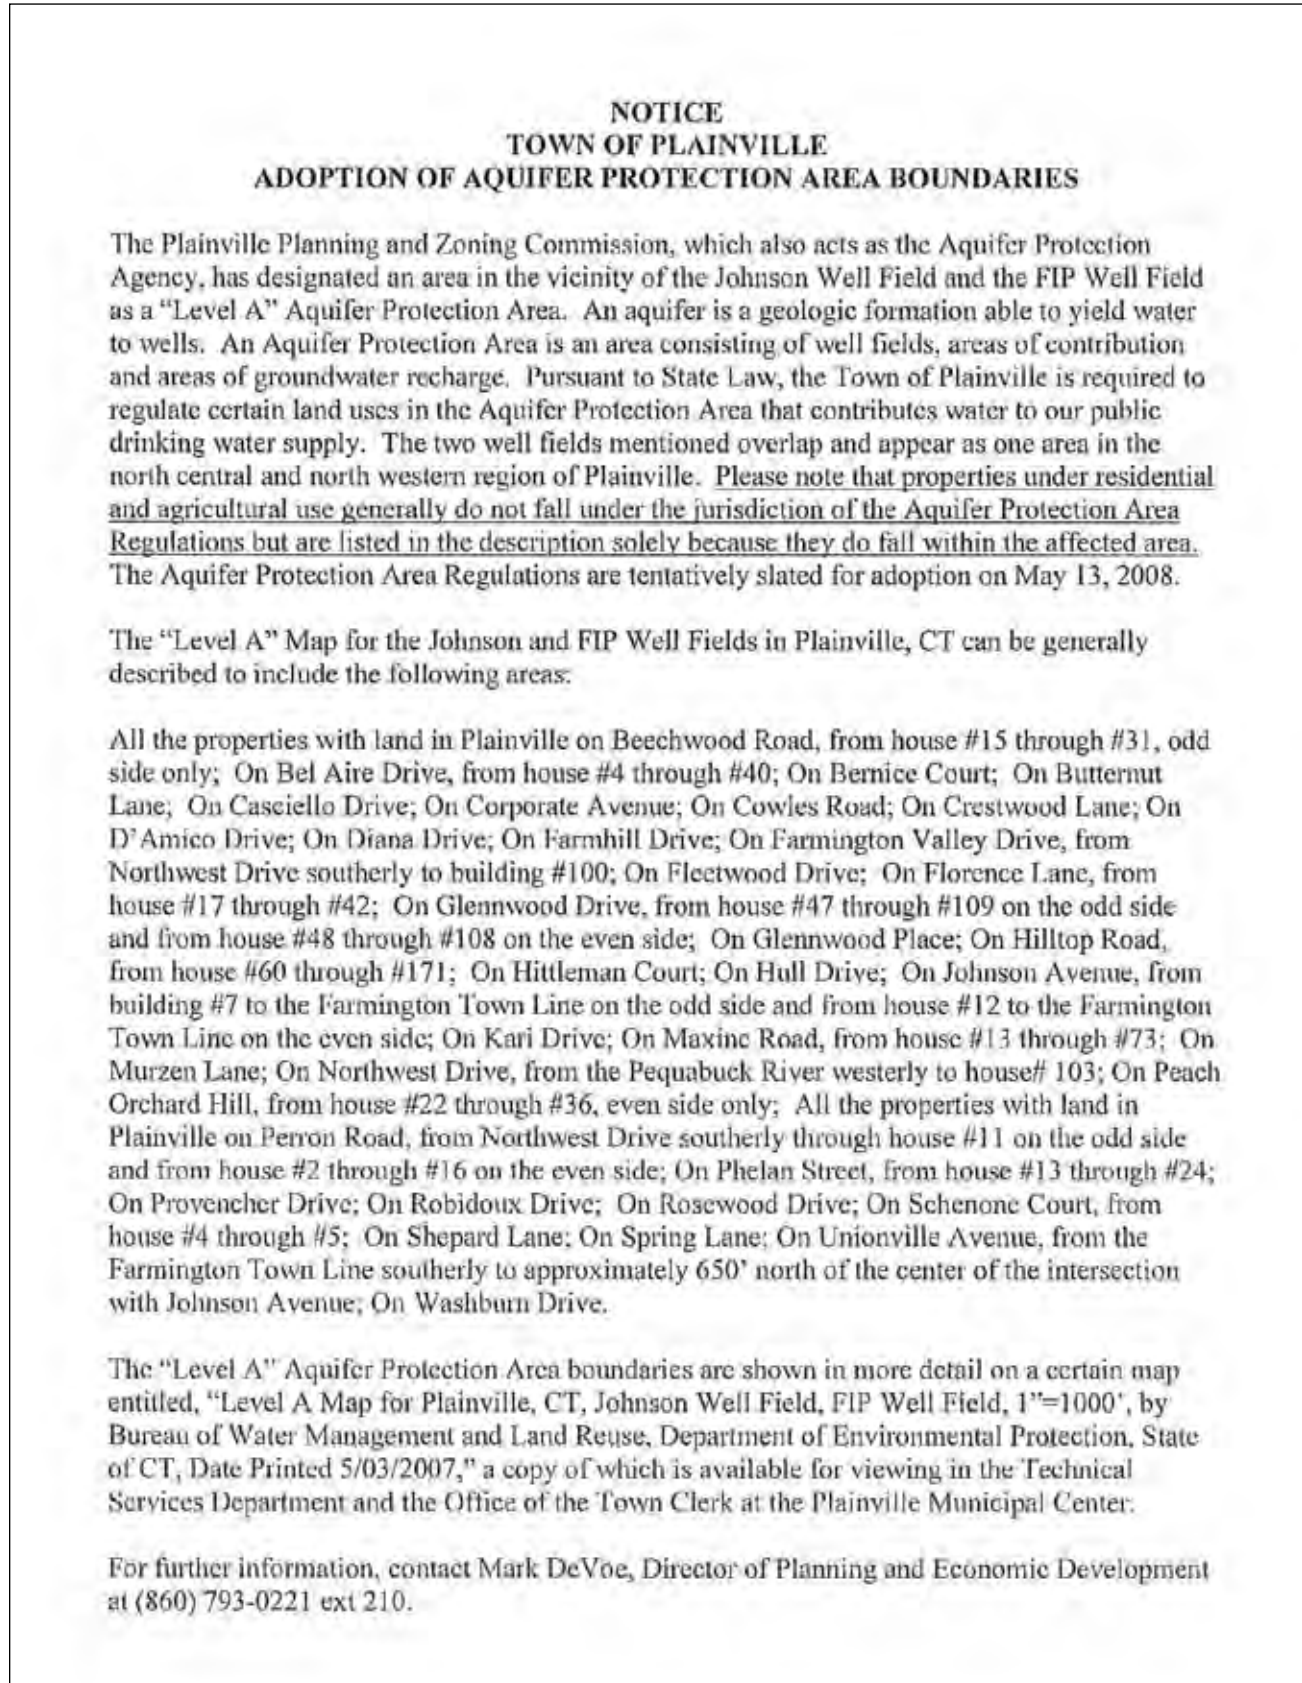 NOTICE
TOWN OF PLAINVILLE
ADOPTION OF AQUIFER PROTECTION AREA BOUNDARIES
The Plainville Planning and Zoning Commission, which also acts as the Aquifer Protection
Agency, has designated an area in the vicinity of the Johnson Well Field and the FIP Well Field
as a “Level A” Aquifer Protection Area. An aquifer is a geologic formation able to yield water
to wells. An Aquifer Protection Area is an area consisting of well fields, areas of contribution
and areas of groundwater recharge. Pursuant to State Law, the Town of Plainville is required to
regulate certain land uses in the Aquifer Protection Area that contributes water to our public
drinking water supply. The two well fields mentioned overlap and appear as one area in the
north central and north western region of Plainville. Please note that properties under residential
and agricultural use generally do not fall under the jurisdiction of the Aquifer Protection Area
Regulations but are listed in the description solely because they do fall within the affected area.
The Aquifer Protection Area Regulations are tentatively slated for adoption on May 13, 2008.
The “Level A” Map for the Johnson and FIP Well Fields in Plainville, CT can be generally
described to include the following areas:
All the properties with land in Plainville on Beechwood Road, from house #15 through #31, odd
side only; On Bel Aire Drive, from house #4 through #40; On Bernice Court; On Butternut
Lane; On Casciello Drive; On Corporate Avenue; On Cowles Road; On Crestwood Lane; On
D’Amico Drive; On Diana Drive; On Farmhill Drive; On Farmington Valley Drive, from
Northwest Drive southerly to building #100; On Fleetwood Drive; On Florence Lane, from
house #17 through #42; On Glennwood Drive, from house #47 through #109 on the odd side
and from house #48 through #108 on the even side; On Glennwood Place; On Hilltop Road,
from house #60 through #171; On Hittleman Court; On Hull Drive; On Johnson Avenue, from
building #7 to the Farmington Town Line on the odd side and from house #12 to the Farmington
Town Line on the even side; On Kari Drive; On Maxine Road, from house #13 through #73; On
Murzen Lane; On Northwest Drive, from the Pequabuck River westerly to house# 103; On Peach
Orchard Hill, from house #22 through #36, even side only; All the properties with land in
Plainville on Perron Road, from Northwest Drive southerly through house #11 on the odd side
and from house #2 through #16 on the even side; On Phelan Street, from house #13 through #24;
On Provencher Drive; On Robidoux Drive; On Rosewood Drive; On Schenone Court, from
house #4 through #5; On Shepard Lane; On Spring Lane; On Unionville Avenue, from the
Farmington Town Line southerly to approximately 650’ north of the center of the intersection
with Johnson Avenue; On Washburn Drive.
The “Level A” Aquifer Protection Area boundaries are shown in more detail on a certain map
entitled, “Level A Map for Plainville, CT, Johnson Well Field, FIP Well Field, 1”=1000’, by
Bureau of Water Management and Land Reuse, Department of Environmental Protection, State
of CT, Date Printed 5/03/2007,” a copy of which is available for viewing in the Technical
Services Department and the Office of the Town Clerk at the Plainville Municipal Center.
For further information, contact Mark DeVoe, Director of Planning and Economic Development
at (860) 793-0221 ext 210.